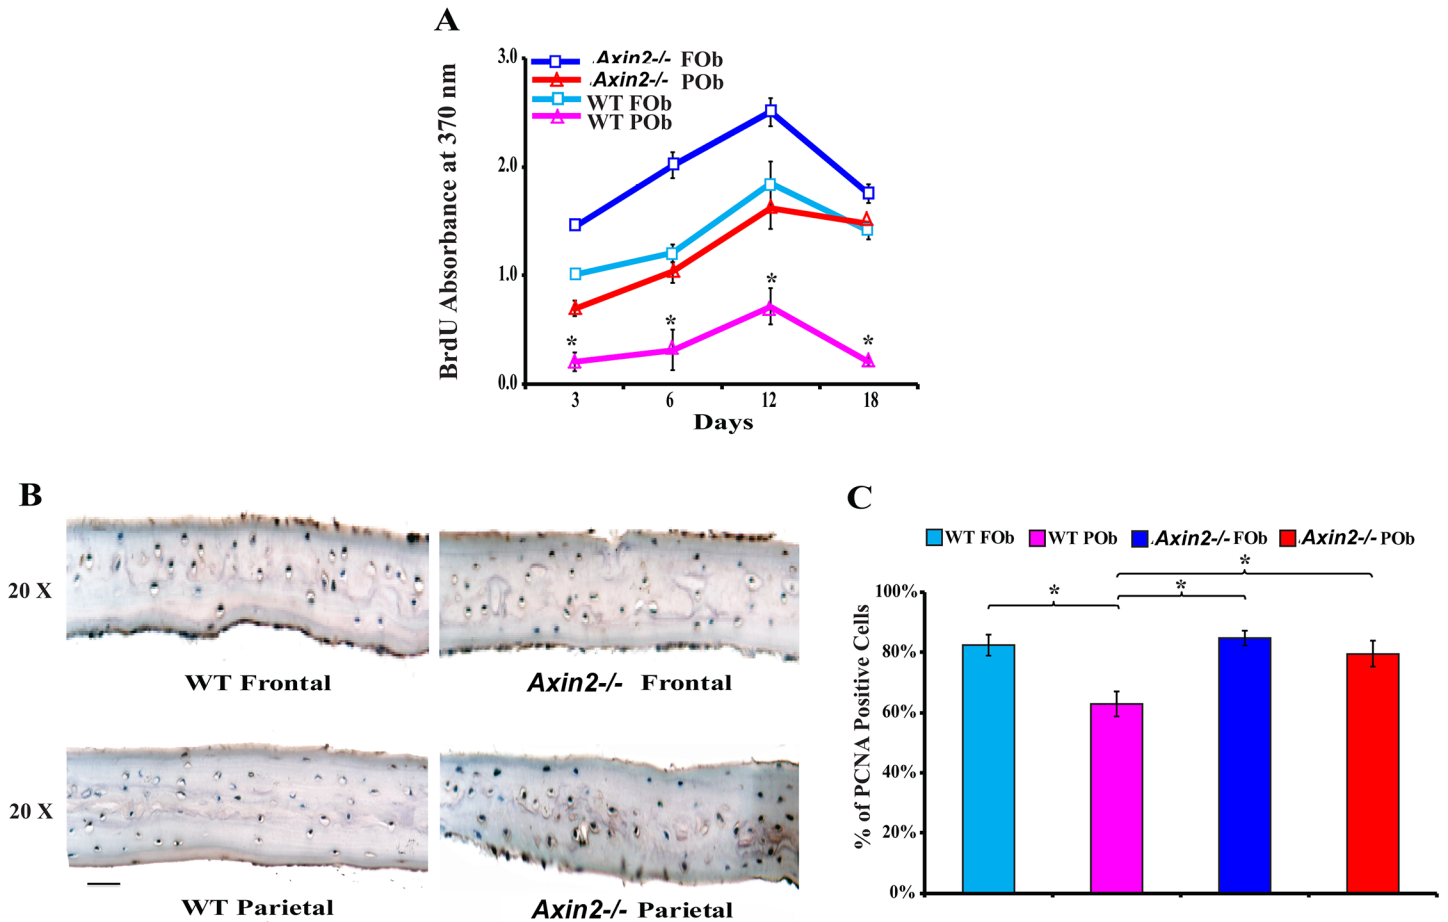 A
3.0
2.0
1.0
0.0
BrdU Absorbance at 370 nm
Axin2-/- FOb
Axin2-/- POb
WT FOb
WT POb
*
*
*
*
3 6 12 18
Days
B
20 X
WT Frontal
Axin2-/- Frontal
20 X
WT Parietal
Axin2-/- Parietal
C
WT FOb WT POb Axin2-/- FOb Axin2-/- POb
*
*
*
100%
80%
60%
40%
20%
0%
% of PCNA Positive Cells